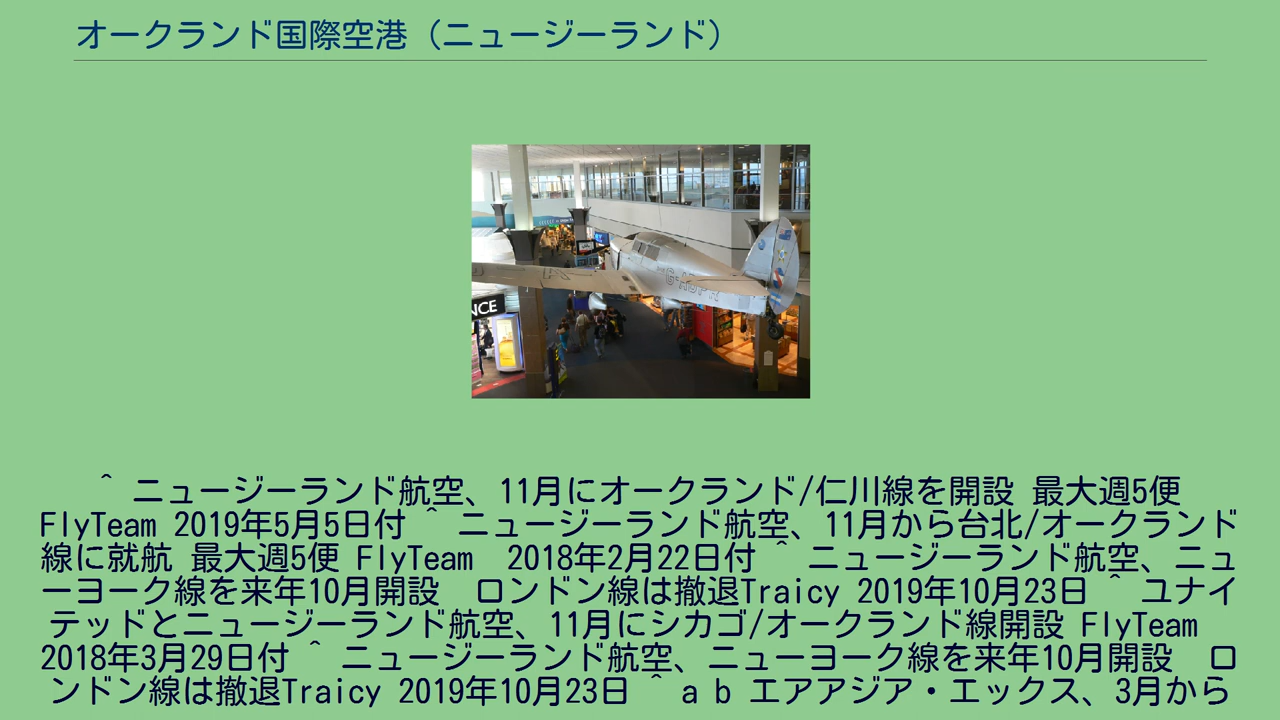 オークランド国際空港（ニュージーランド）
NCE
G-ADPR
^ ニュージーランド航空、11月にオークランド/仁川線を開設 最大週5便
FlyTeam 2019年5月5日付 ^ ニュージーランド航空、11月から台北/オークランド
線に就航 最大週5便 FlyTeam　2018年2月22日付 ^ ニュージーランド航空、ニュ
ーヨーク線を来年10月開設　ロンドン線は撤退Traicy 2019年10月23日 ^ ユナイ
テッドとニュージーランド航空、11月にシカゴ/オークランド線開設 FlyTeam
2018年3月29日付 ^ ニュージーランド航空、ニューヨーク線を来年10月開設　ロ
ンドン線は撤退Traicy 2019年10月23日 ^ a b エアアジア・エックス、3月から